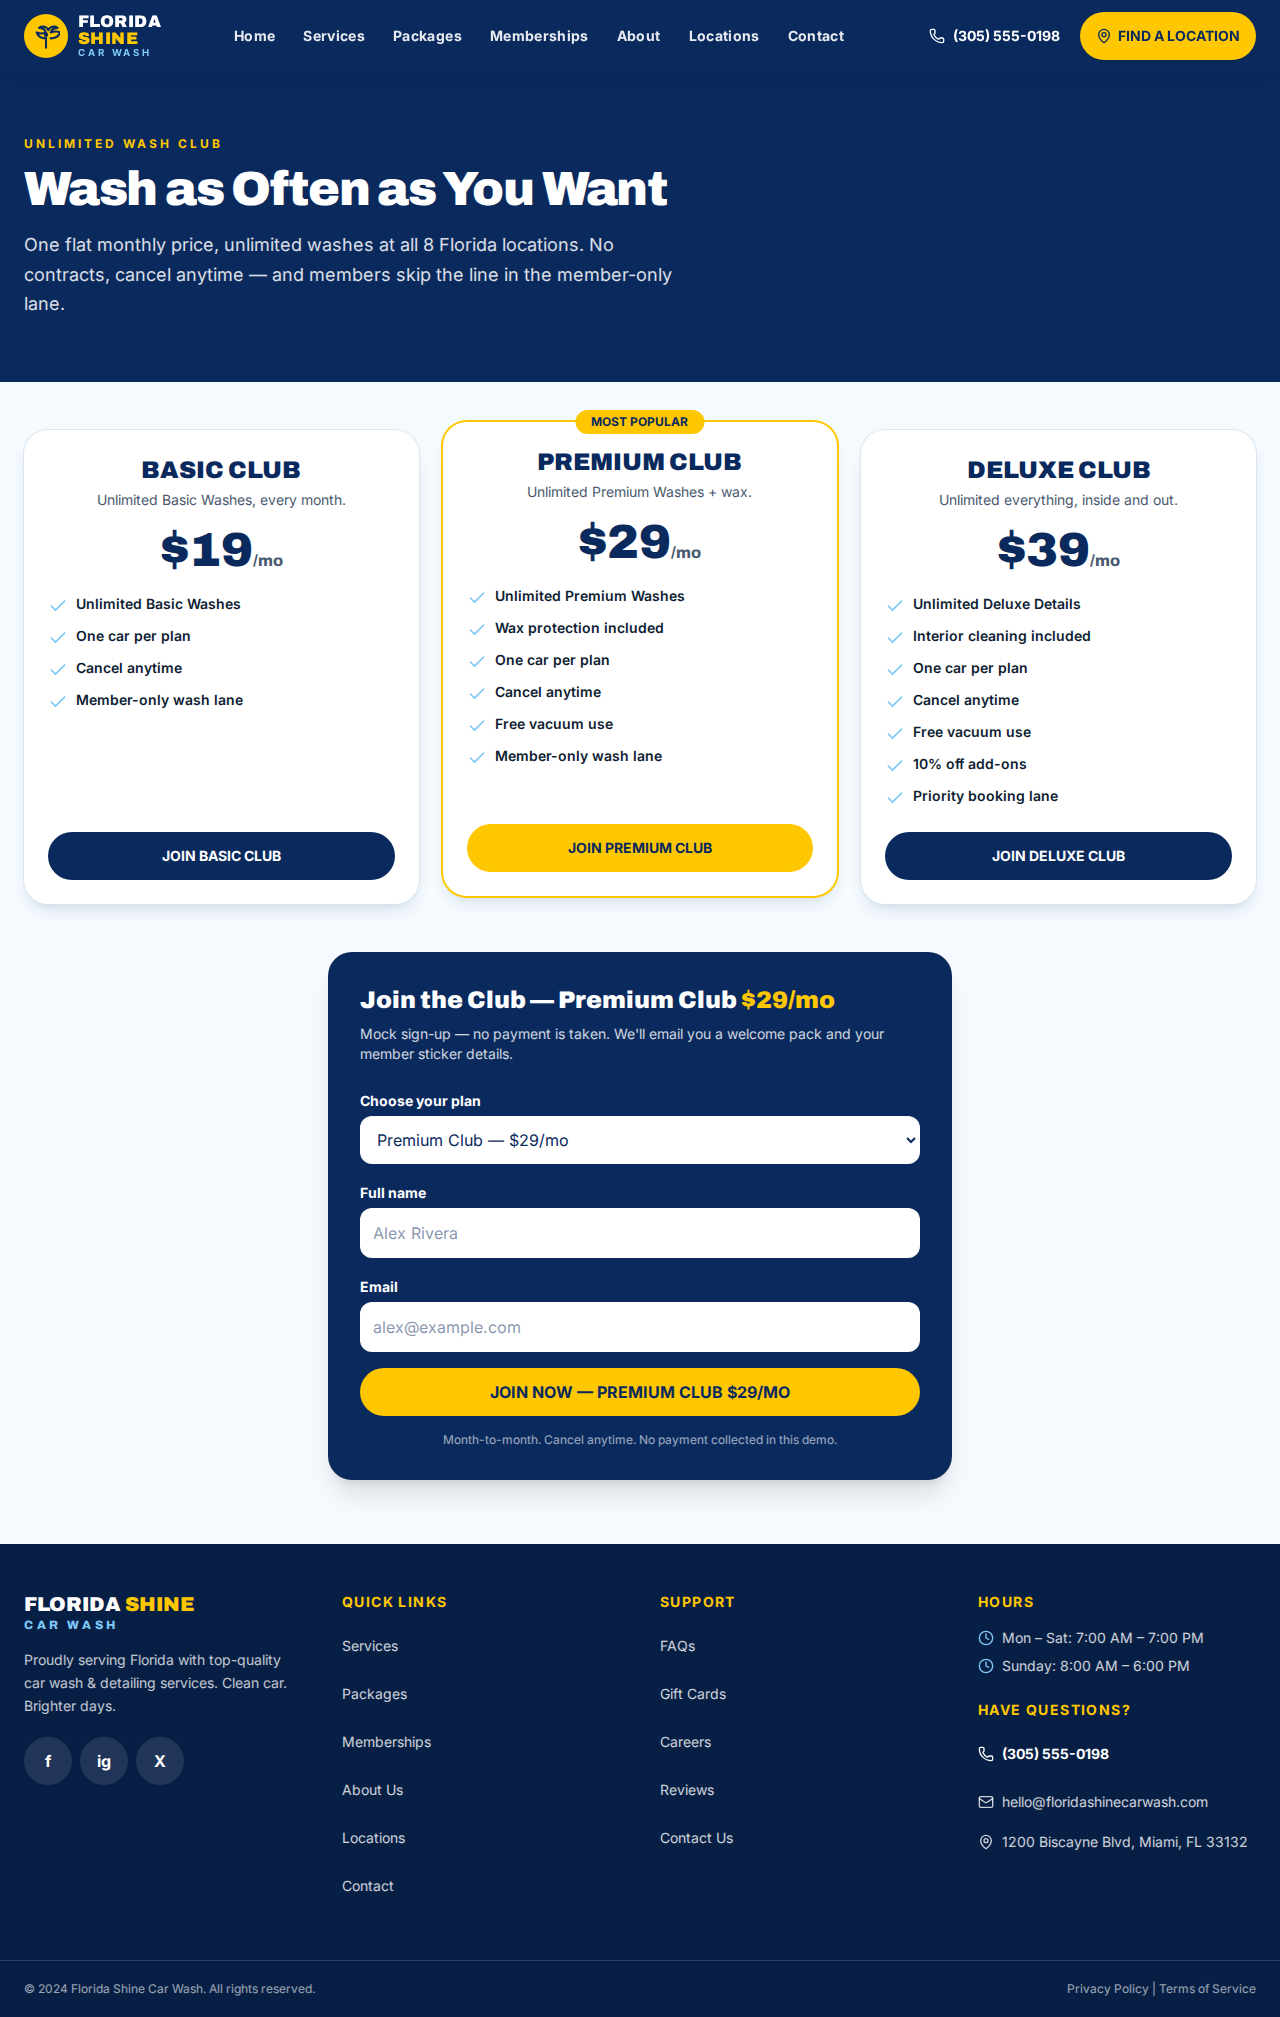 FLORIDA
SHINE
CAR WASH
Home
Services
Packages
Memberships
About
Locations
Contact
(305) 555-0198
FIND A LOCATION
UNLIMITED WASH CLUB
Wash as Often as You Want
One flat monthly price, unlimited washes at all 8 Florida locations. No
contracts, cancel anytime — and members skip the line in the member-only
lane.
BASIC CLUB
Unlimited Basic Washes, every month.
$19/mo
Unlimited Basic Washes
One car per plan
Cancel anytime
Member-only wash lane
JOIN BASIC CLUB
MOST POPULAR
PREMIUM CLUB
Unlimited Premium Washes + wax.
$29/mo
Unlimited Premium Washes
Wax protection included
One car per plan
Cancel anytime
Free vacuum use
Member-only wash lane
JOIN PREMIUM CLUB
DELUXE CLUB
Unlimited everything, inside and out.
$39/mo
Unlimited Deluxe Details
Interior cleaning included
One car per plan
Cancel anytime
Free vacuum use
10% off add-ons
Priority booking lane
JOIN DELUXE CLUB
Join the Club — Premium Club $29/mo
Mock sign-up — no payment is taken. We'll email you a welcome pack and your
member sticker details.
Choose your plan
Premium Club — $29/mo
Full name
Alex Rivera
Email
alex@example.com
JOIN NOW — PREMIUM CLUB $29/MO
Month-to-month. Cancel anytime. No payment collected in this demo.
FLORIDA SHINE
CAR WASH
Proudly serving Florida with top-quality
car wash & detailing services. Clean car.
Brighter days.
f
ig
X
QUICK LINKS
Services
Packages
Memberships
About Us
Locations
Contact
SUPPORT
FAQs
Gift Cards
Careers
Reviews
Contact Us
HOURS
Mon – Sat: 7:00 AM – 7:00 PM
Sunday: 8:00 AM – 6:00 PM
HAVE QUESTIONS?
(305) 555-0198
hello@floridashinecarwash.com
1200 Biscayne Blvd, Miami, FL 33132
© 2024 Florida Shine Car Wash. All rights reserved.
Privacy Policy | Terms of Service